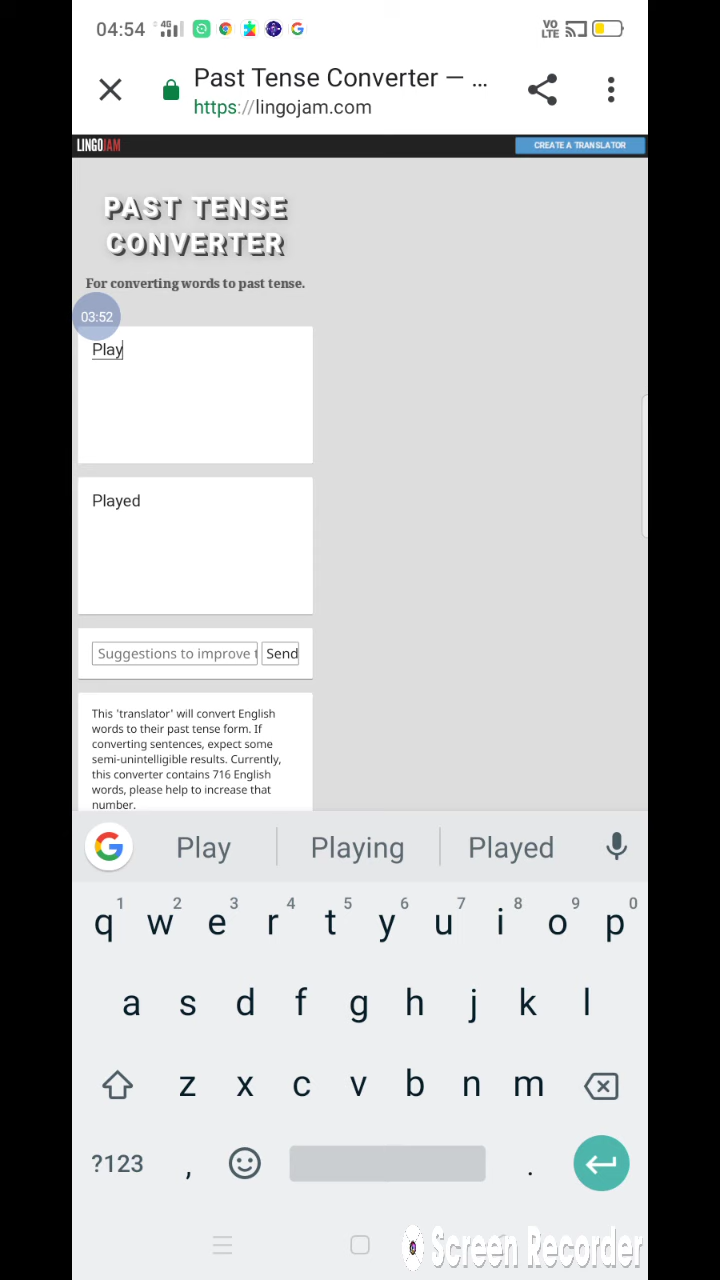 04:54 4G VO LTE
Past Tense Converter — ...
https://lingojam.com
LINGOJAM CREATE A TRANSLATOR
PAST TENSE
CONVERTER
For converting words to past tense.
03:52
Play
Played
Suggestions to improve t Send
This 'translator' will convert English
words to their past tense form. If
converting sentences, expect some
semi-unintelligible results. Currently,
this converter contains 716 English
words, please help to increase that
number.
G Play Playing Played
1 2 3 4 5 6 7 8 9 0
q w e r t y u i o p
a s d f g h j k l
z x c v b n m
?123 , .
Screen Recorder